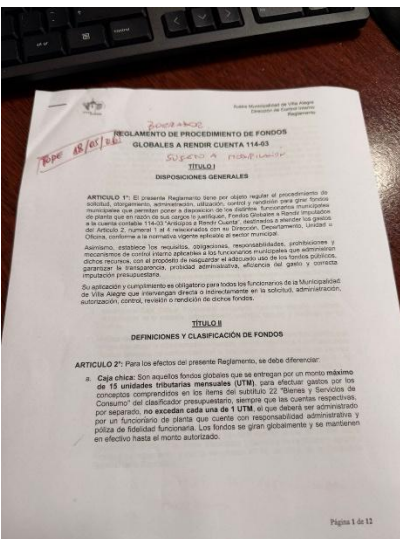 Ilustre Municipalidad de Villa Alegre
Dirección de Control Interno
Reglamento
BORRADOR
REGLAMENTO DE PROCEDIMIENTO DE FONDOS
GLOBALES A RENDIR CUENTA 114-03
SUJETO A MODIFICACIÓN
TÍTULO I
DISPOSICIONES GENERALES
ARTÍCULO 1°: El presente Reglamento tiene por objeto regular el procedimiento de
solicitud, otorgamiento, administración, utilización, control y rendición para girar fondos
municipales que permitan poner a disposición de los distintos funcionarios municipales
de planta que en razón de sus cargos lo justifiquen, Fondos Globales a Rendir imputados
a la cuenta contable 114-03 "Anticipos a Rendir Cuenta", destinados a atender los gastos
del Artículo 2, numeral 1 al 4 relacionados con su Dirección, Departamento, Unidad u
Oficina, conforme a la normativa vigente aplicable al sector municipal.
Asimismo, establece los requisitos, obligaciones, responsabilidades, prohibiciones y
mecanismos de control interno aplicables a los funcionarios municipales que administren
dichos recursos, con el propósito de resguardar el adecuado uso de los fondos públicos,
garantizar la transparencia, probidad administrativa, eficiencia del gasto y correcta
imputación presupuestaria.
Su aplicación y cumplimiento es obligatorio para todos los funcionarios de la Municipalidad
de Villa Alegre que intervengan directa o indirectamente en la solicitud, administración,
autorización, control, revisión o rendición de dichos fondos.
TÍTULO II
DEFINICIONES Y CLASIFICACIÓN DE FONDOS
ARTICULO 2°: Para los efectos del presente Reglamento, se debe diferenciar:
a. Caja chica: Son aquellos fondos globales que se entregan por un monto máximo
de 15 unidades tributarias mensuales (UTM), para efectuar gastos por los
conceptos comprendidos en los ítems del subtítulo 22 "Bienes y Servicios de
Consumo" del clasificador presupuestario, siempre que las cuentas respectivas,
por separado, no excedan cada una de 1 UTM, el que deberá ser administrado
por un funcionario de planta que cuente con responsabilidad administrativa y
póliza de fidelidad funcionaria. Los fondos se giran globalmente y se mantienen
en efectivo hasta el monto autorizado.
Página 1 de 12